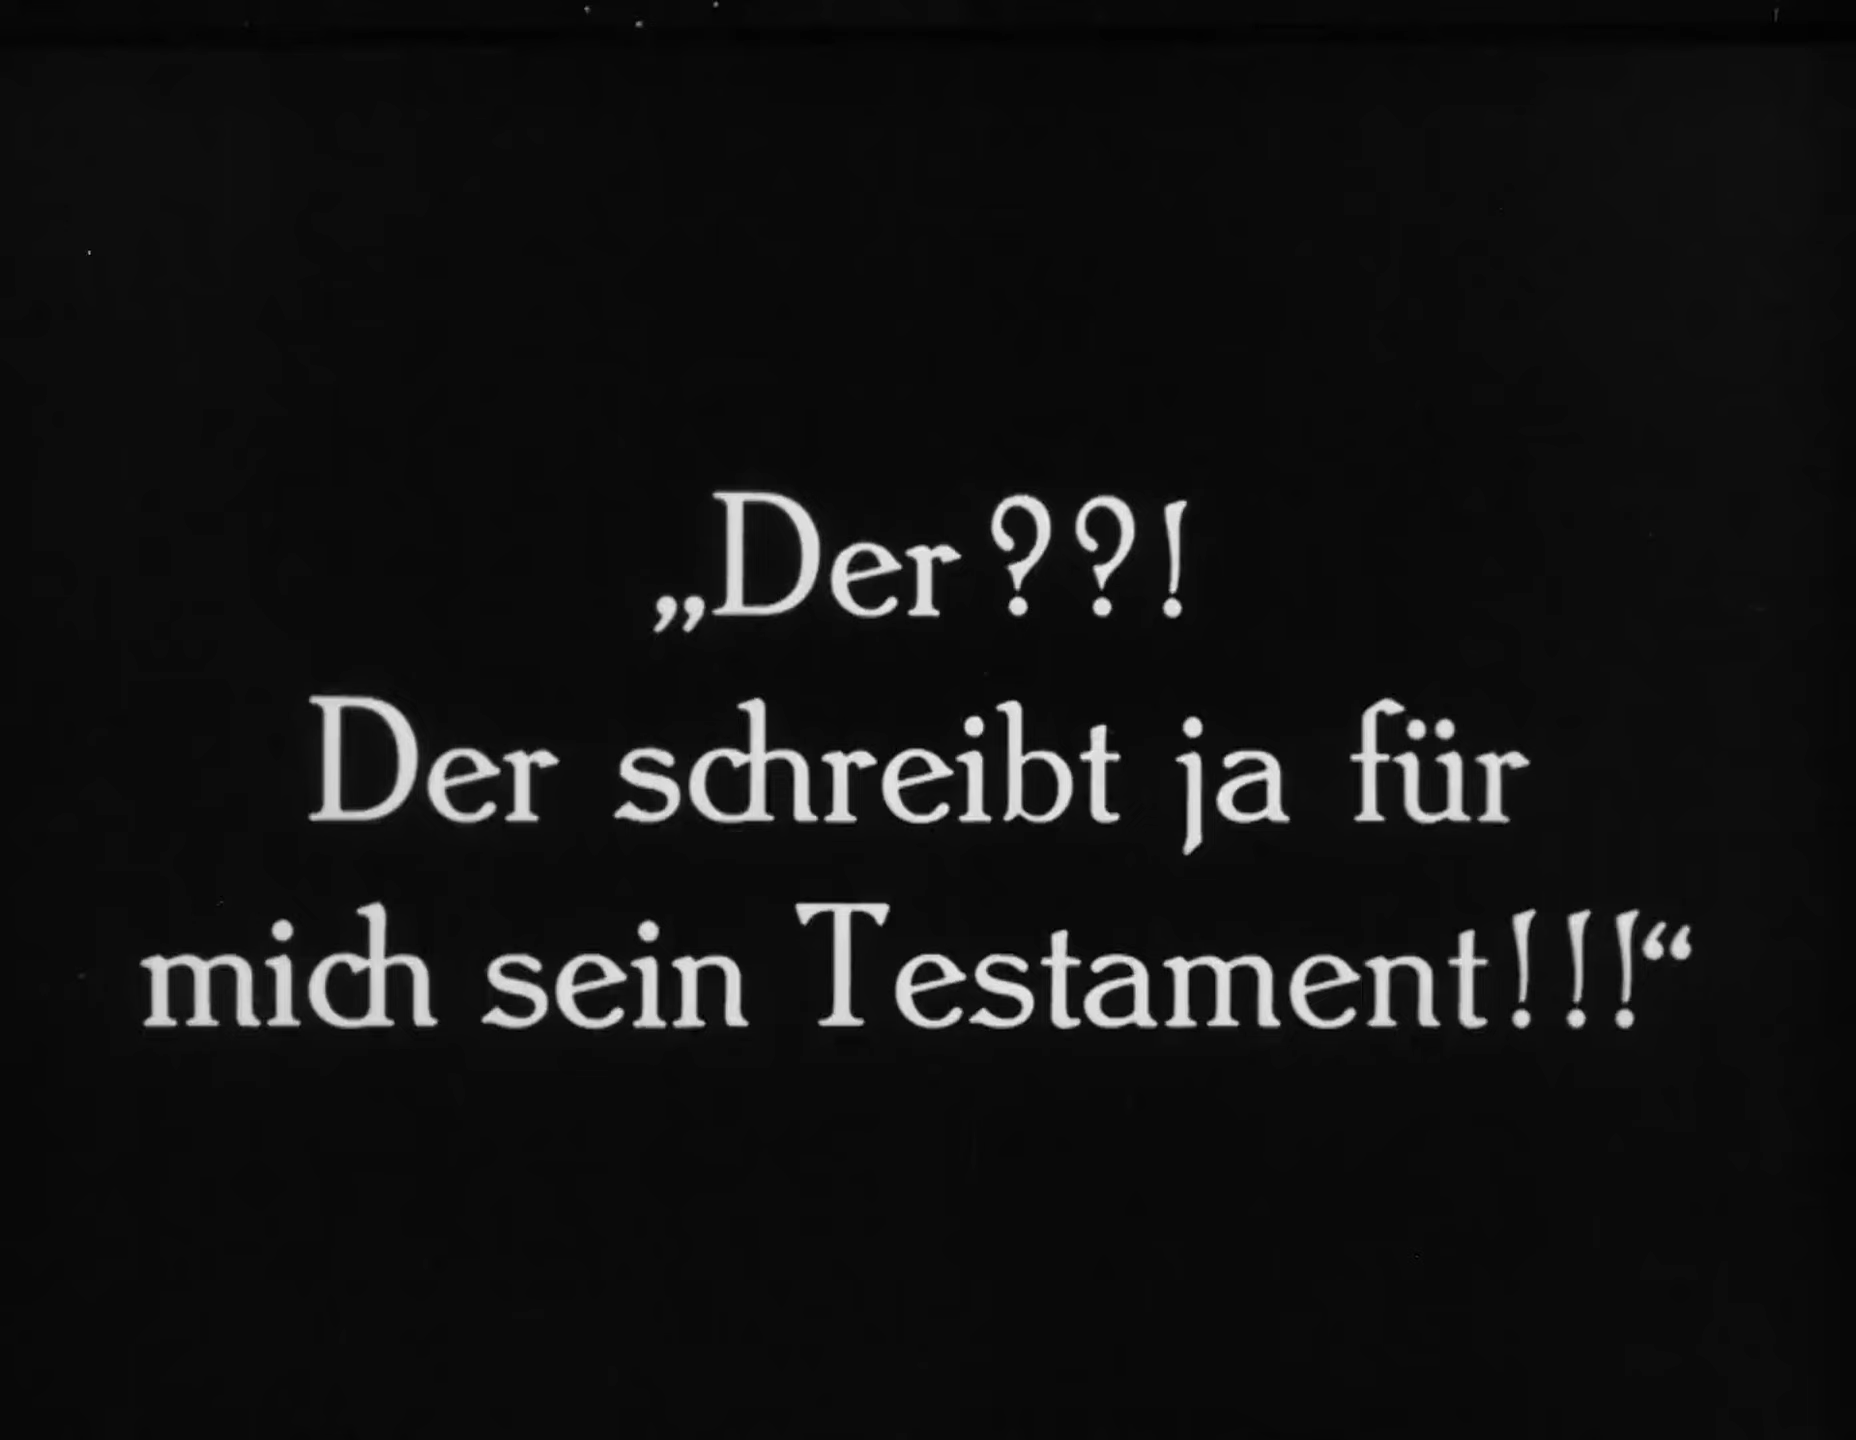 „Der ??!
Der schreibt ja für
mich sein Testament!!!“